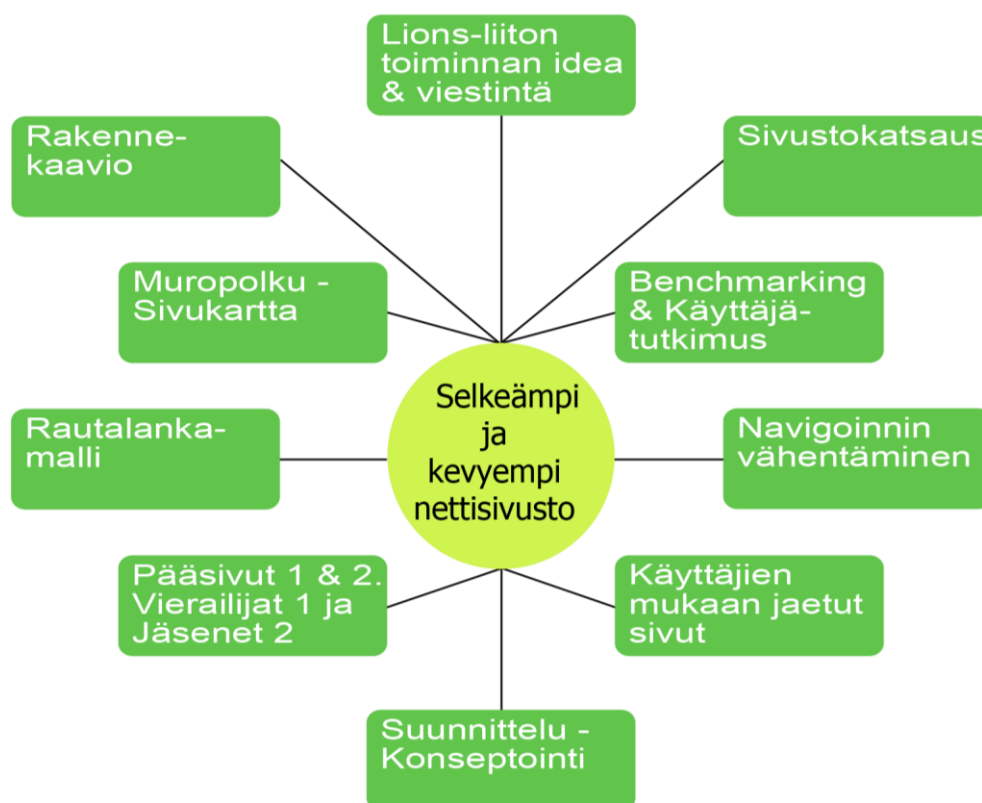 Lions-liiton
toiminnan idea
& viestintä
Rakenne-
kaavio
Sivustokatsaus
Muropolku -
Sivukartta
Benchmarking
& Käyttäjä-
tutkimus
Selkeämpi
ja
kevyempi
nettisivusto
Rautalanka-
malli
Navigoinnin
vähentäminen
Pääsivut 1 & 2.
Vierailijat 1 ja
Jäsenet 2
Käyttäjien
mukaan jaetut
sivut
Suunnittelu -
Konseptointi